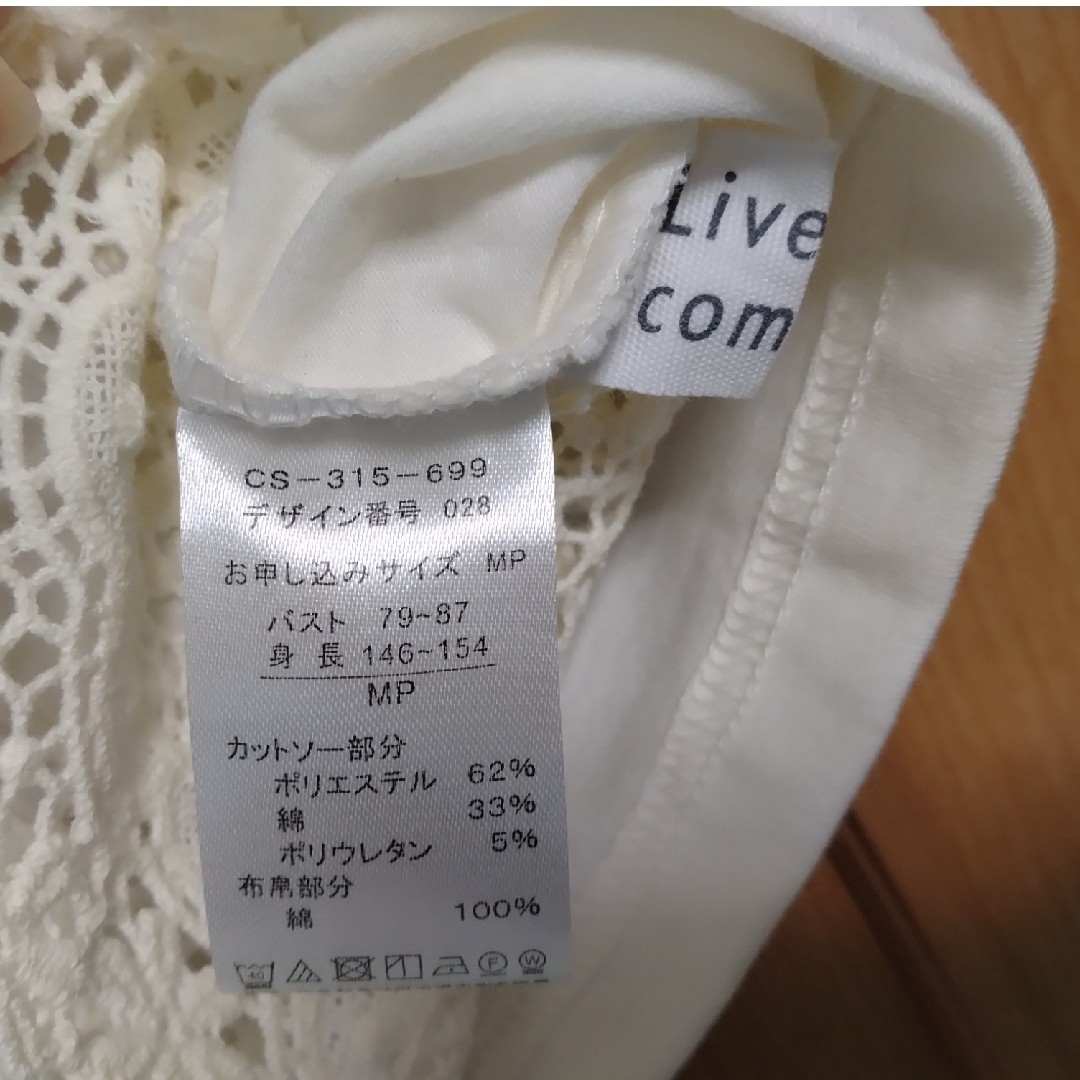 Live
com
CS-315-699
デザイン番号 028
お申し込みサイズ MP
バスト 79~87
身長 146~154
MP
カットソー部分
ポリエステル 62%
綿 33%
ポリウレタン 5%
布帛部分
綿 100%
40 F W